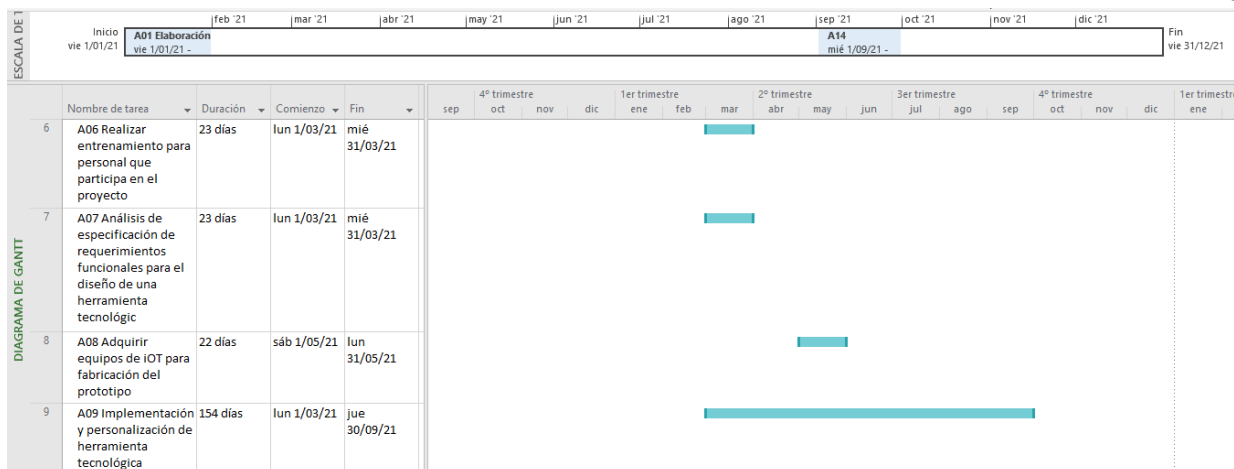 ESCALA DE T
feb '21 mar '21 abr '21 may '21 jun '21 jul '21 ago '21 sep '21 oct '21 nov '21 dic '21
Inicio
vie 1/01/21
A01 Elaboración
vie 1/01/21 -
A14
mié 1/09/21 -
Fin
vie 31/12/21
DIAGRAMA DE GANTT
Nombre de tarea Duración Comienzo Fin
4º trimestre 1er trimestre 2º trimestre 3er trimestre 4º trimestre 1er trimestre
sep oct nov dic ene feb mar abr may jun jul ago sep oct nov dic ene
6 A06 Realizar 23 días lun 1/03/21 mié
entrenamiento para 31/03/21
personal que
participa en el
proyecto
7 A07 Análisis de 23 días lun 1/03/21 mié
especificación de 31/03/21
requerimientos
funcionales para el
diseño de una
herramienta
tecnológic
8 A08 Adquirir 22 días sáb 1/05/21 lun
equipos de iOT para 31/05/21
fabricación del
prototipo
9 A09 Implementación 154 días lun 1/03/21 jue
y personalización de 30/09/21
herramienta
tecnológica